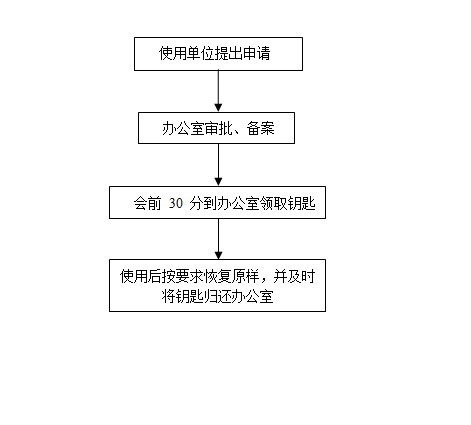 使用单位提出申请
办公室审批、备案
会前 30 分到办公室领取钥匙
使用后按要求恢复原样，并及时
将钥匙归还办公室